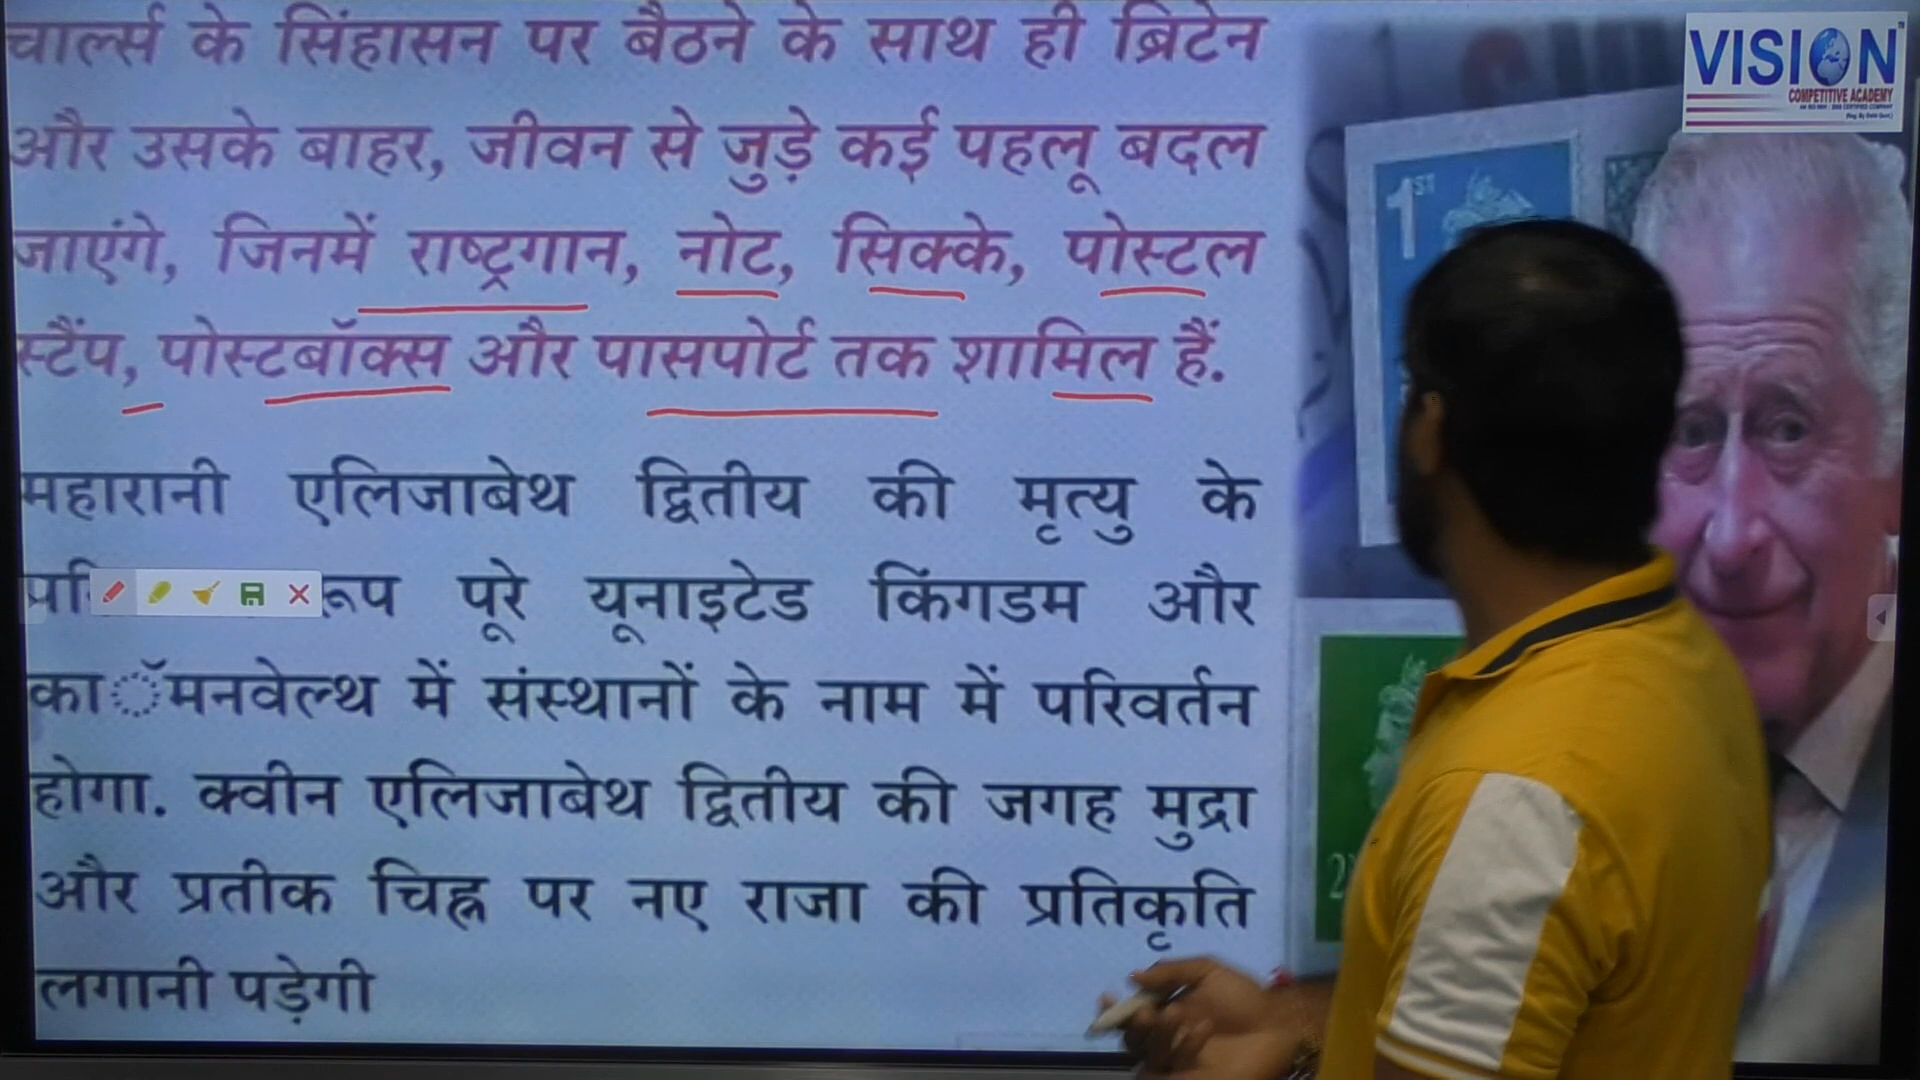 चार्ल्स के सिंहासन पर बैठने के साथ ही ब्रिटेन
और उसके बाहर, जीवन से जुड़े कई पहलू बदल
जाएंगे, जिनमें राष्ट्रगान, नोट, सिक्के, पोस्टल
स्टैंप, पोस्टबॉक्स और पासपोर्ट तक शामिल हैं.
महारानी एलिजाबेथ द्वितीय की मृत्यु के
रूप पूरे यूनाइटेड किंगडम और
काॅमनवेल्थ में संस्थानों के नाम में परिवर्तन
होगा. क्वीन एलिजाबेथ द्वितीय की जगह मुद्रा
और प्रतीक चिह्न पर नए राजा की प्रतिकृति
लगानी पड़ेगी
1ST
VISION
COMPETITIVE ACADEMY